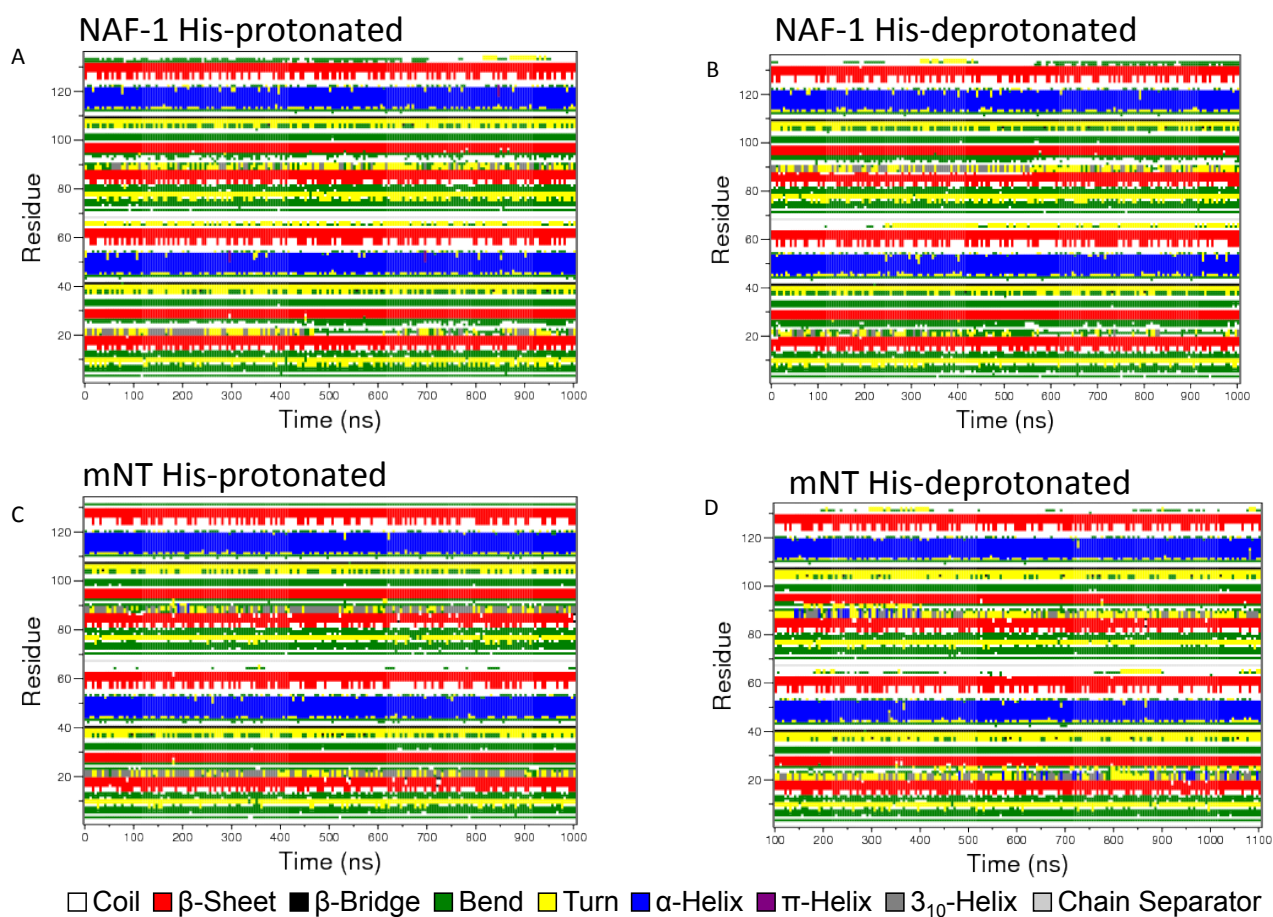 NAF-1 His-protonated
NAF-1 His-deprotonated
A
B
Residue
120
100
80
60
40
20
0 100 200 300 400 500 600 700 800 900 1000
Time (ns)
Residue
120
100
80
60
40
20
0 100 200 300 400 500 600 700 800 900 1000
Time (ns)
mNT His-protonated
mNT His-deprotonated
C
D
Residue
120
100
80
60
40
20
0 100 200 300 400 500 600 700 800 900 1000
Time (ns)
Residue
120
100
80
60
40
20
100 200 300 400 500 600 700 800 900 1000 1100
Time (ns)
Coil β-Sheet β-Bridge Bend Turn α-Helix π-Helix 3₁₀-Helix Chain Separator